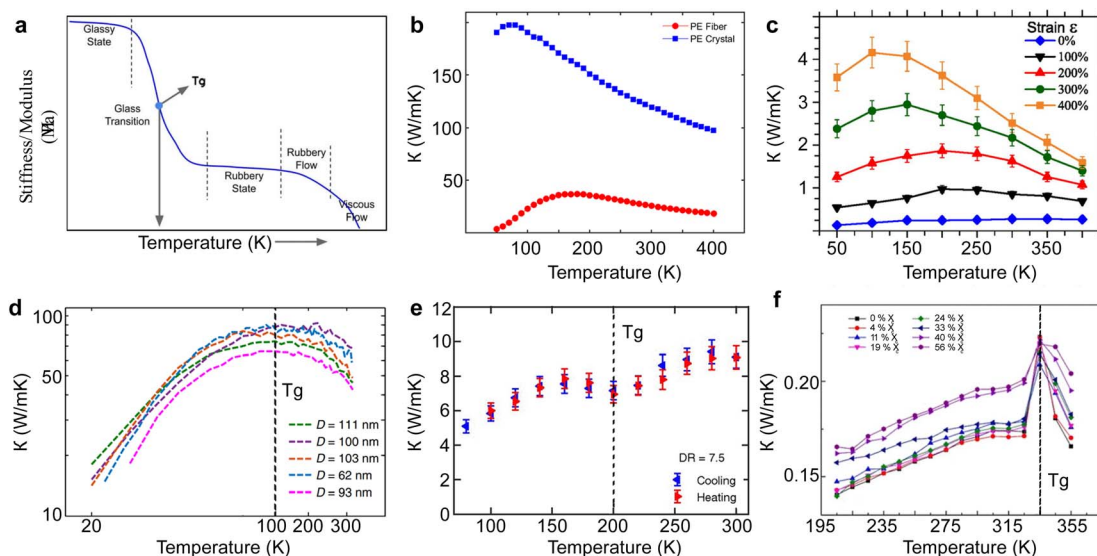 a
Glassy
State
Tg
Glass
Transition
Rubbery
State
Rubbery
Flow
Viscous
Flow
Stiffness/Modulus
Temperature (K)
b
PE Fiber
PE Crystal
200
150
100
50
100 150 200 250 300 350 400
K (W/mK)
Temperature (K)
c
Strain ε
0%
100%
200%
300%
400%
4
3
2
1
50 100 150 200 250 300 350 400
K (W/mK)
Temperature (K)
d
100
50
10
Tg
D = 111 nm
D = 100 nm
D = 103 nm
D = 62 nm
D = 93 nm
20 100 200 300
K (W/mK)
Temperature (K)
e
12
10
8
6
4
2
0
Tg
DR = 7.5
Cooling
Heating
100 150 200 250 300
K (W/mK)
Temperature (K)
f
0 % X
4 % X
11 % X
19 % X
24 % X
33 % X
40 % X
56 % X
0.20
0.15
Tg
195 235 275 315 355
K (W/mK)
Temperature (K)